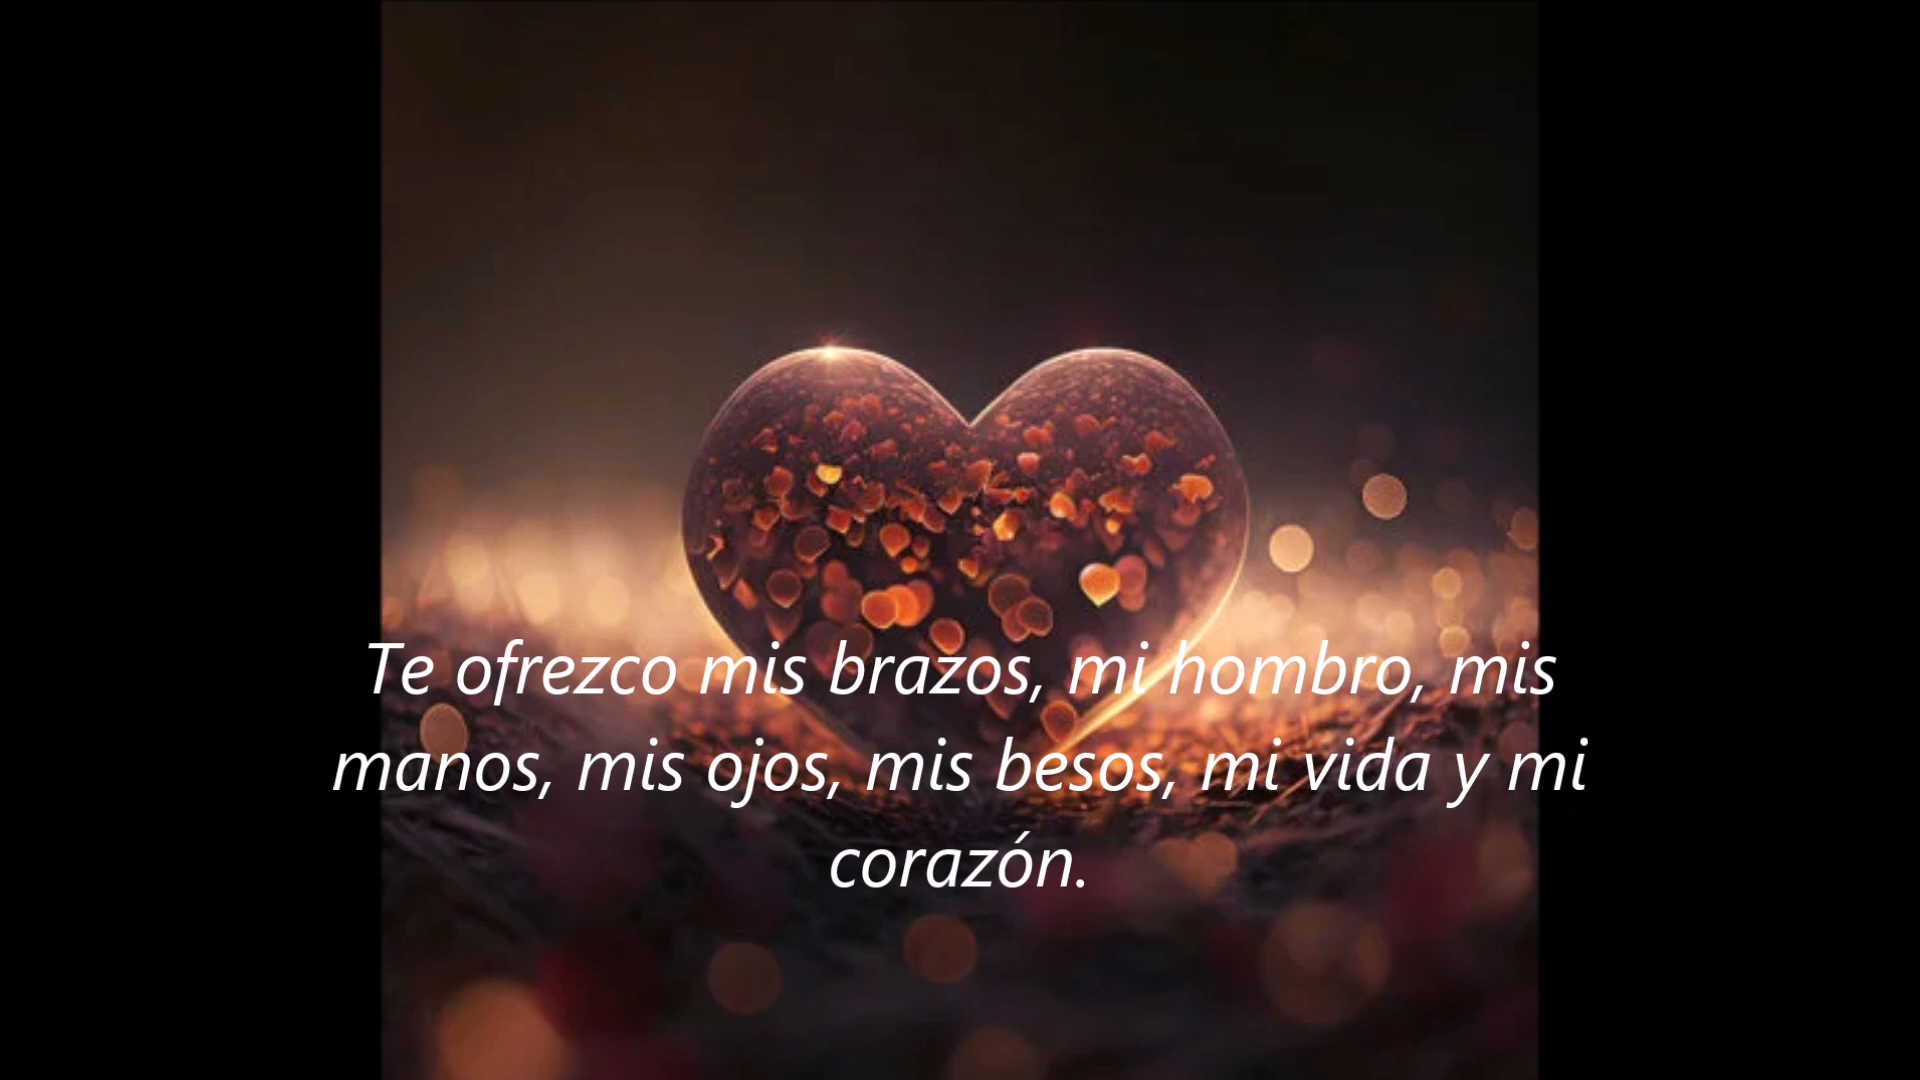 Te ofrezco mis brazos, mi hombro, mis
manos, mis ojos, mis besos, mi vida y mi
corazón.